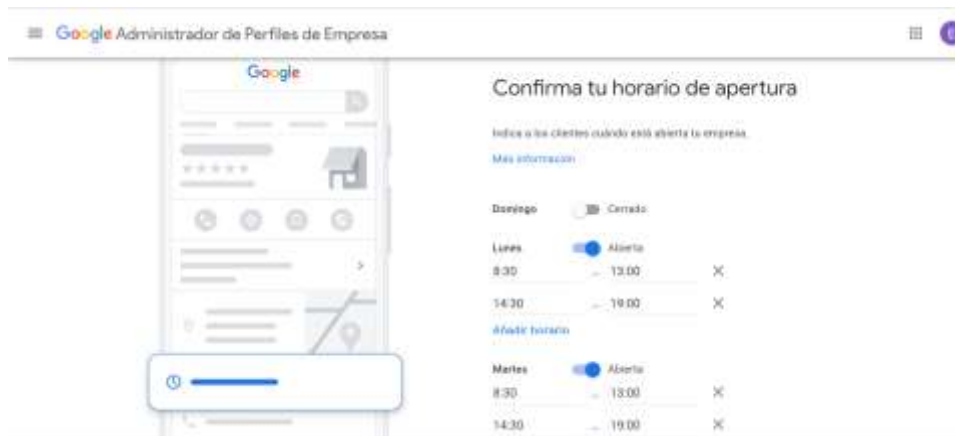 Google Administrador de Perfiles de Empresa
Google
Confirma tu horario de apertura
Indica a los clientes cuándo está abierta tu empresa.
Más información
Domingo Cerrado
Lunes Abierta
8:30 – 13:00
14:30 – 19:00
Añadir horario
Martes Abierta
8:30 – 13:00
14:30 – 19:00